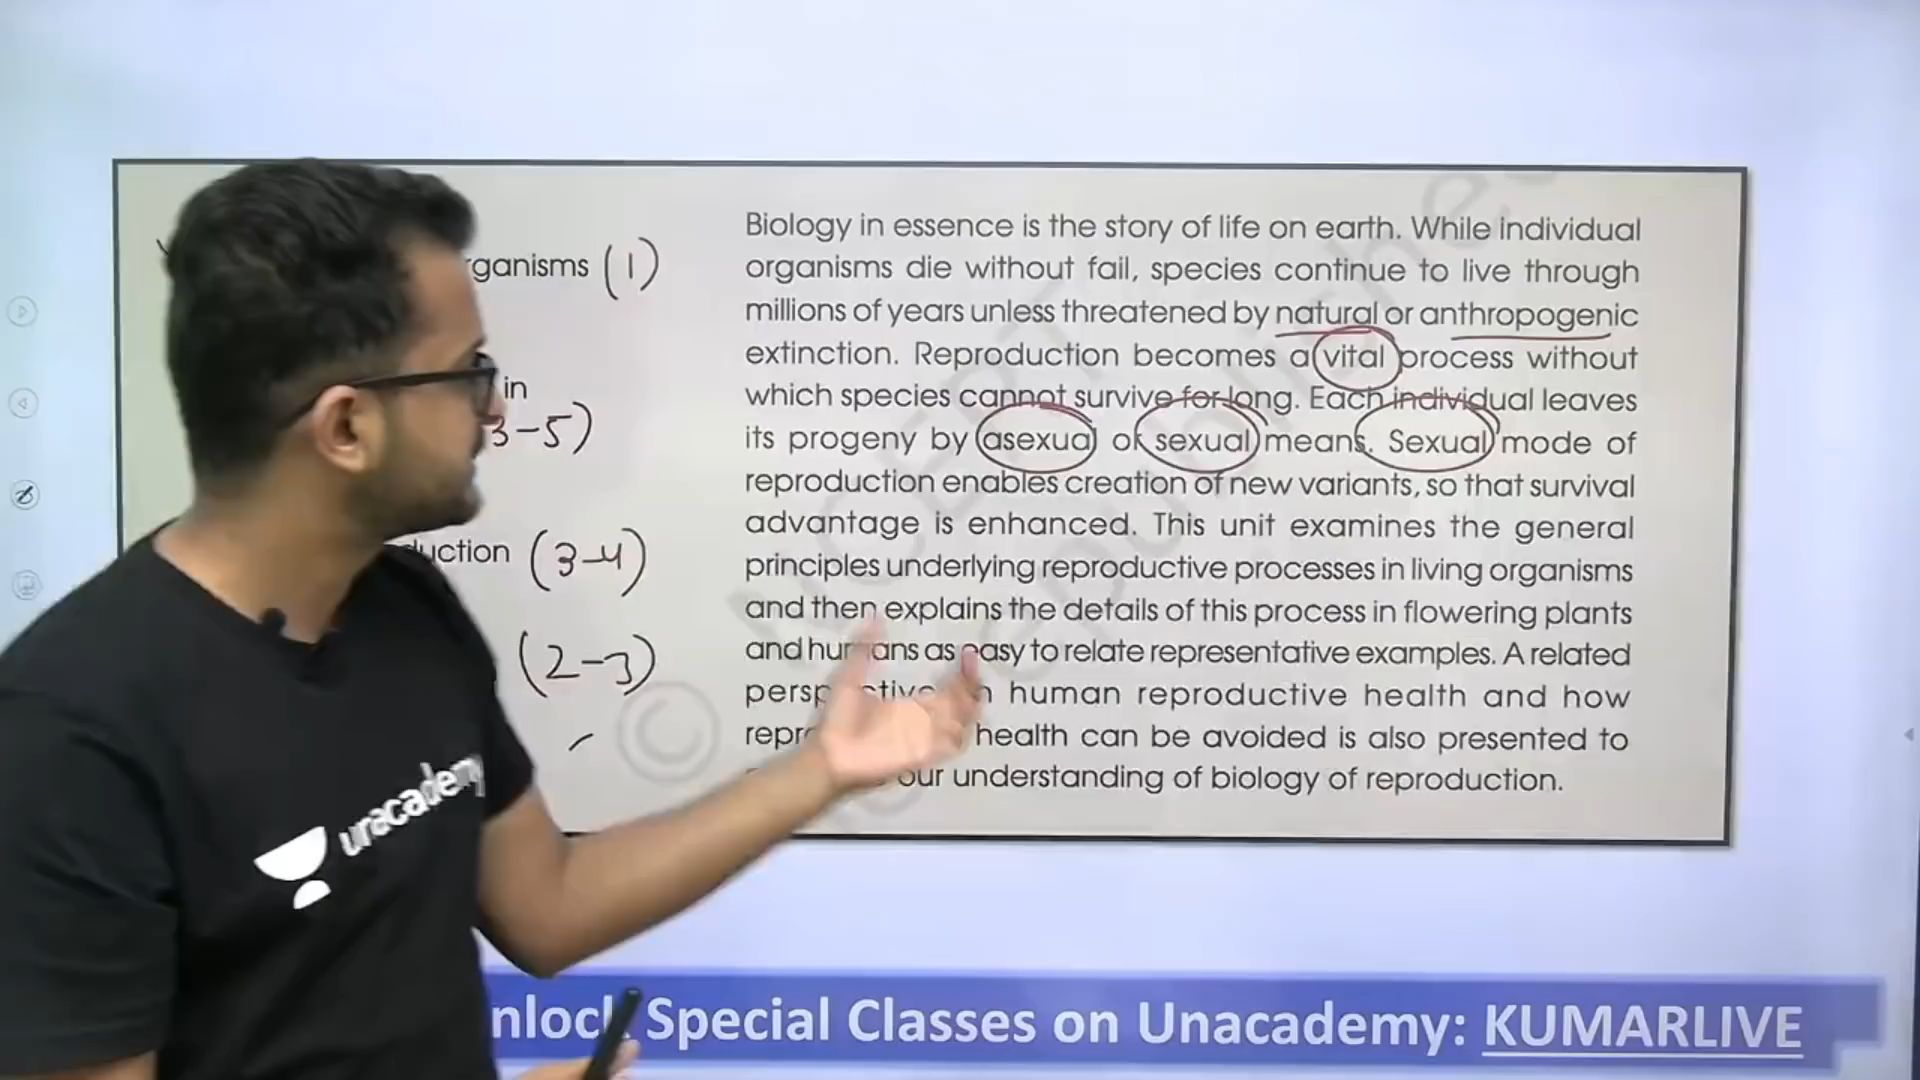 ganisms (1)
in
3-5)
uction (3-4)
(2-3)
Biology in essence is the story of life on earth. While individual
organisms die without fail, species continue to live through
millions of years unless threatened by natural or anthropogenic
extinction. Reproduction becomes a vital process without
which species cannot survive for long. Each individual leaves
its progeny by asexual or sexual means. Sexual mode of
reproduction enables creation of new variants, so that survival
advantage is enhanced. This unit examines the general
principles underlying reproductive processes in living organisms
and then explains the details of this process in flowering plants
and humans as easy to relate representative examples. A related
human reproductive health and how
health can be avoided is also presented to
our understanding of biology of reproduction.
© NCERT
republished
unacademy
nlock Special Classes on Unacademy: KUMARLIVE